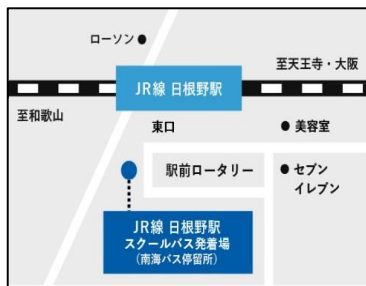 ローソン
至天王寺・大阪
JR線 日根野駅
至和歌山
東口
美容室
駅前ロータリー
セブン
イレブン
JR線 日根野駅
スクールバス発着場
(南海バス停留所)